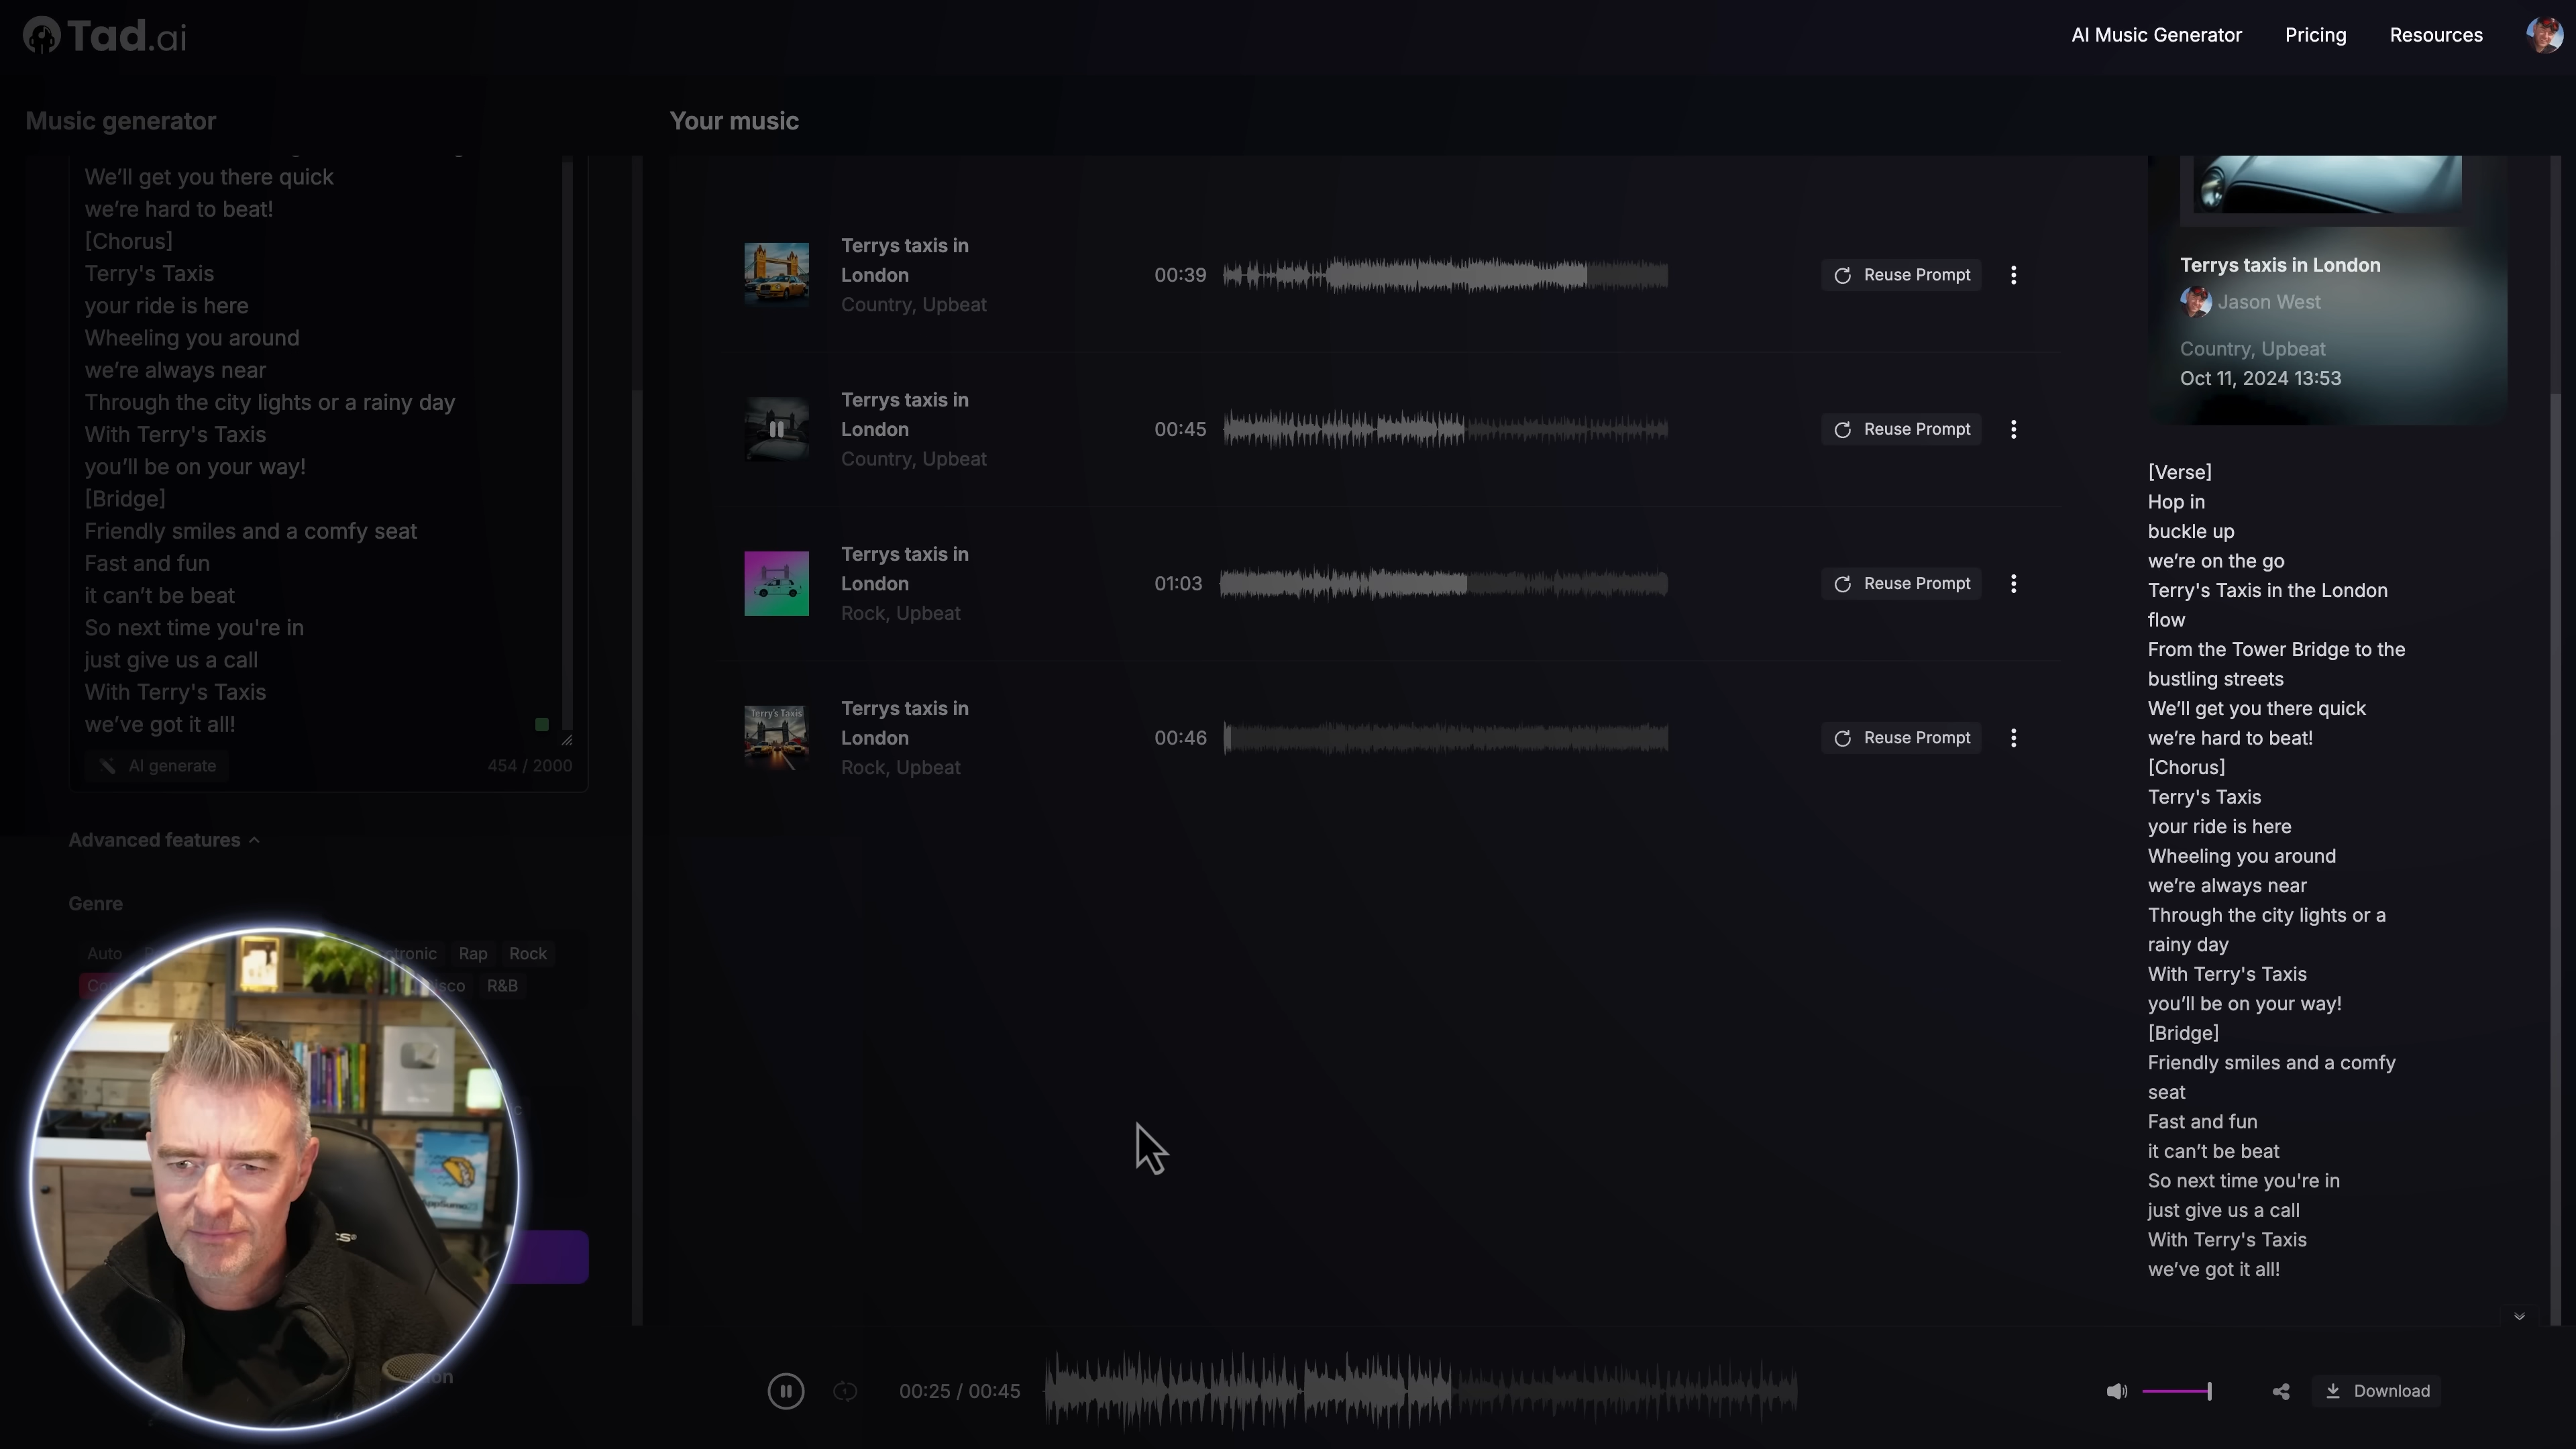 Tad.ai
AI Music Generator
Pricing
Resources
Music generator
Your music
We'll get you there quick
we're hard to beat!
[Chorus]
Terry's Taxis
your ride is here
Wheeling you around
we're always near
Through the city lights or a rainy day
With Terry's Taxis
you'll be on your way!
[Bridge]
Friendly smiles and a comfy seat
Fast and fun
it can't be beat
So next time you're in
just give us a call
With Terry's Taxis
we've got it all!
AI generate
454 / 2000
Advanced features
Genre
Auto
Rap
Rock
R&B
Terrys taxis in
London
Country, Upbeat
00:39
Reuse Prompt
Terrys taxis in
London
Country, Upbeat
00:45
Reuse Prompt
Terrys taxis in
London
Rock, Upbeat
01:03
Reuse Prompt
Terry's Taxis
Terrys taxis in
London
Rock, Upbeat
00:46
Reuse Prompt
Terrys taxis in London
Jason West
Country, Upbeat
Oct 11, 2024 13:53
[Verse]
Hop in
buckle up
we're on the go
Terry's Taxis in the London
flow
From the Tower Bridge to the
bustling streets
We'll get you there quick
we're hard to beat!
[Chorus]
Terry's Taxis
your ride is here
Wheeling you around
we're always near
Through the city lights or a
rainy day
With Terry's Taxis
you'll be on your way!
[Bridge]
Friendly smiles and a comfy
seat
Fast and fun
it can't be beat
So next time you're in
just give us a call
With Terry's Taxis
we've got it all!
00:25 / 00:45
Download